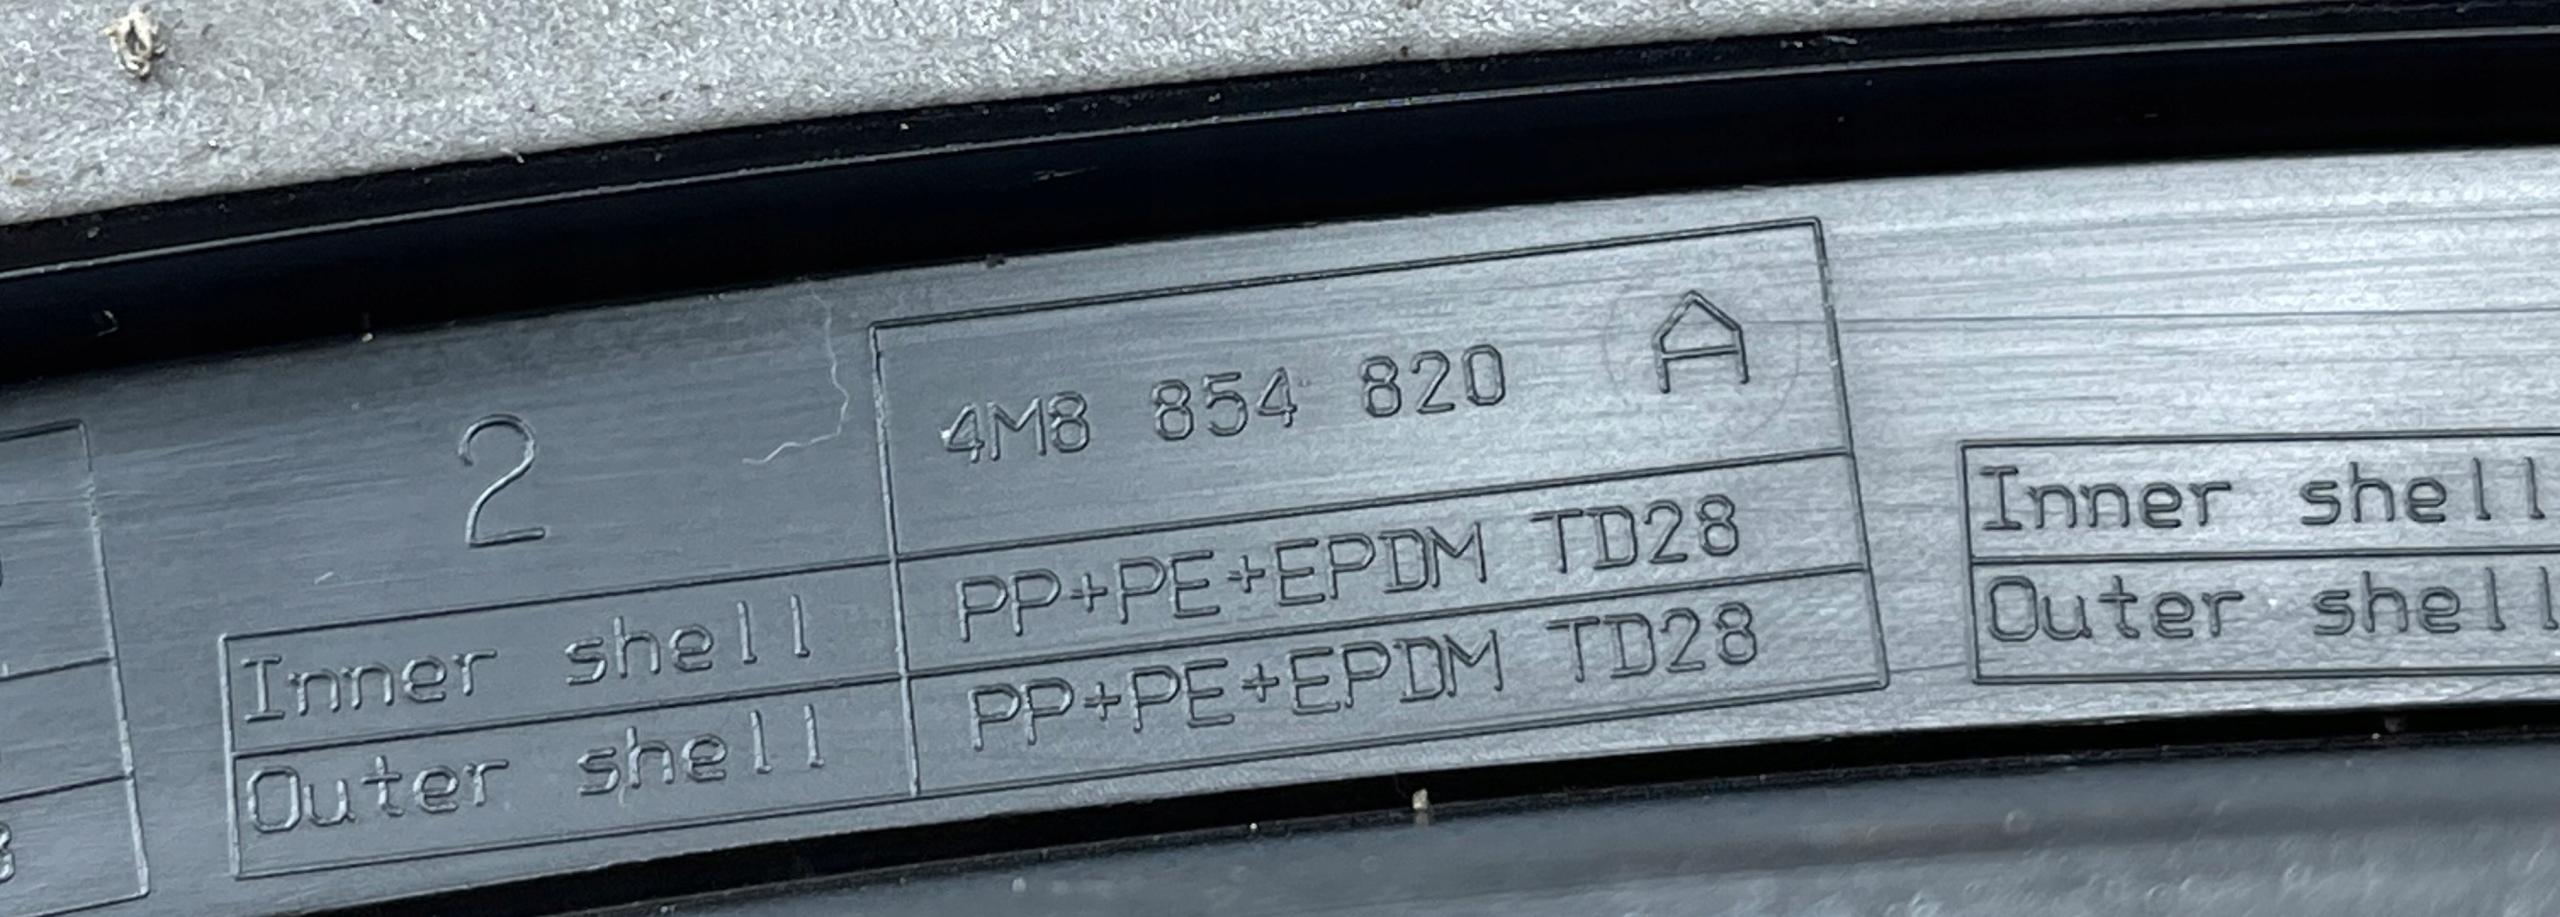 2
4M8 854 820 A
Inner shell PP+PE+EPDM TD28
Outer shell PP+PE+EPDM TD28
Inner shell
Outer shell